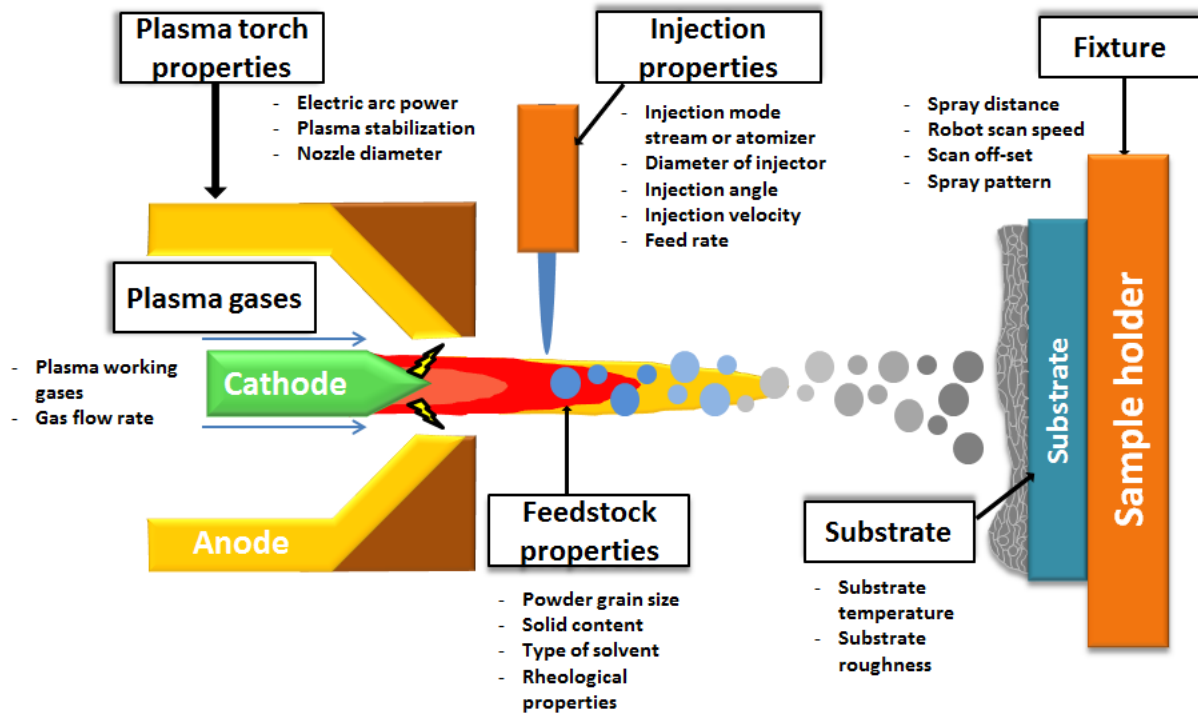 Plasma torch
properties
- Electric arc power
- Plasma stabilization
- Nozzle diameter
Injection
properties
- Injection mode
stream or atomizer
- Diameter of injector
- Injection angle
- Injection velocity
- Feed rate
Fixture
- Spray distance
- Robot scan speed
- Scan off-set
- Spray pattern
Plasma gases
- Plasma working
gases
- Gas flow rate
Cathode
Anode
Feedstock
properties
- Powder grain size
- Solid content
- Type of solvent
- Rheological
properties
Substrate
- Substrate
temperature
- Substrate
roughness
Substrate
Sample holder